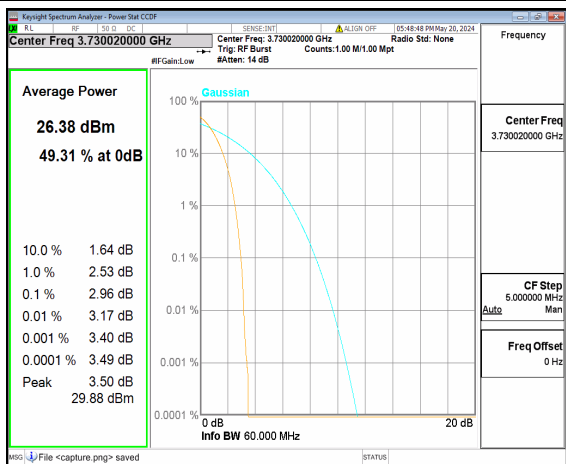 Keysight Spectrum Analyzer - Power Stat CCDF
RL RF 50 Ω DC SENSE:INT ALIGN OFF 05:48:48 PM May 20, 2024
Center Freq 3.730020000 GHz
Center Freq: 3.730020000 GHz Radio Std: None
Trig: RF Burst Counts:1.00 M/1.00 Mpt
#IFGain:Low #Atten: 14 dB
Frequency
Average Power
26.38 dBm
49.31 % at 0dB
10.0 % 1.64 dB
1.0 % 2.53 dB
0.1 % 2.96 dB
0.01 % 3.17 dB
0.001 % 3.40 dB
0.0001 % 3.49 dB
Peak 3.50 dB
29.88 dBm
Gaussian
100 %
10 %
1 %
0.1 %
0.01 %
0.001 %
0.0001 %
0 dB 20 dB
Info BW 60.000 MHz
Center Freq
3.730020000 GHz
CF Step
5.000000 MHz
Auto Man
Freq Offset
0 Hz
MSG File <capture.png> saved STATUS